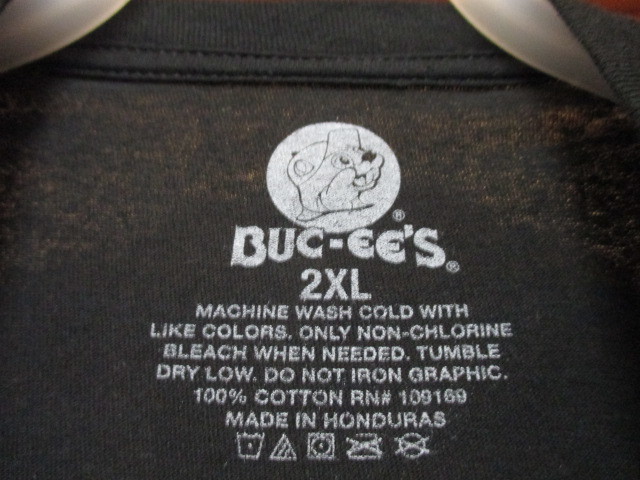 BUC-EE'S®
2XL
MACHINE WASH COLD WITH
LIKE COLORS. ONLY NON-CHLORINE
BLEACH WHEN NEEDED. TUMBLE
DRY LOW. DO NOT IRON GRAPHIC.
100% COTTON RN# 109169
MADE IN HONDURAS